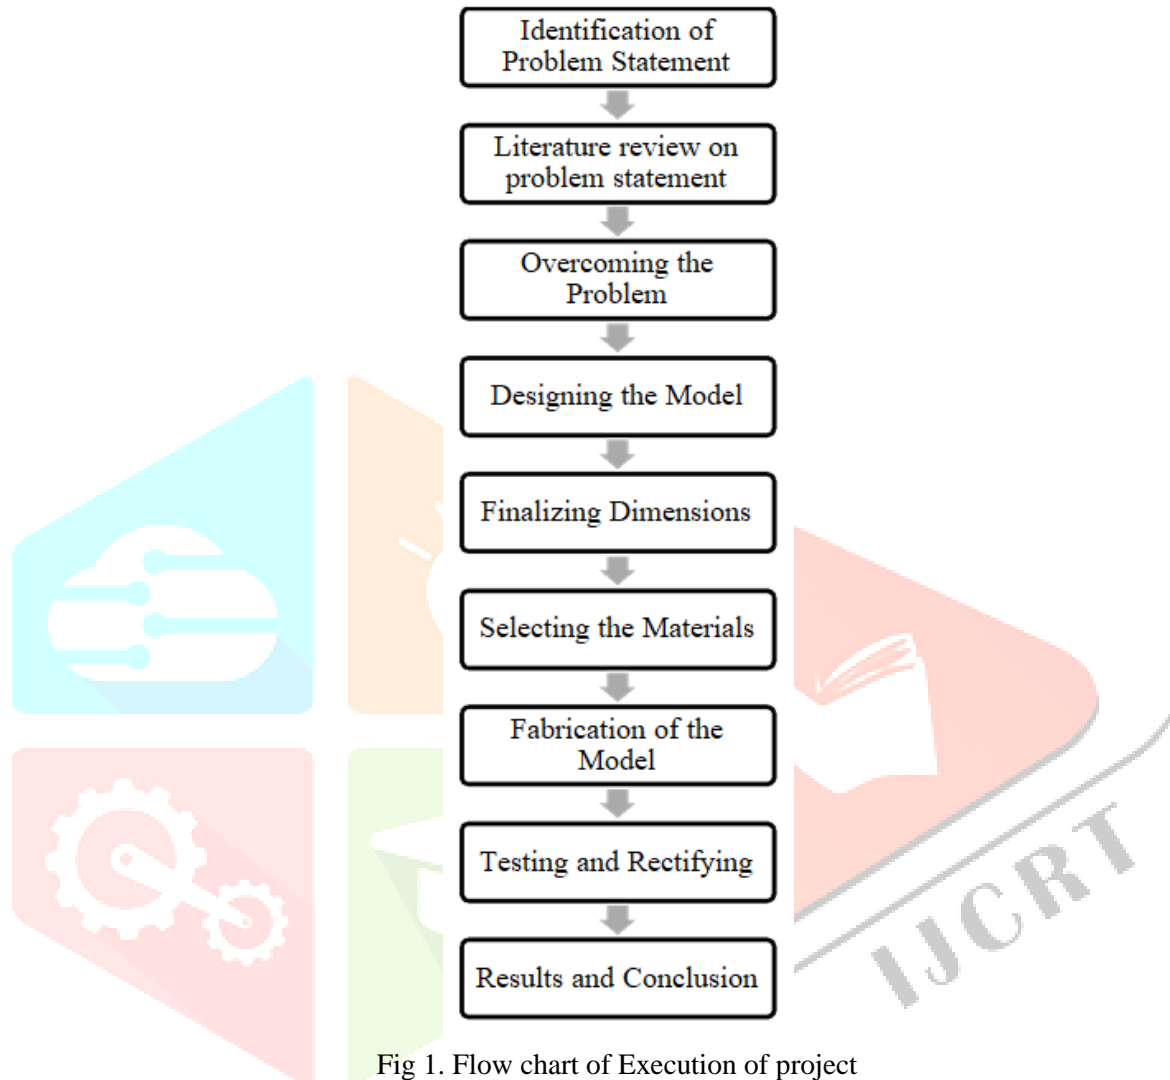 Identification of
Problem Statement
Literature review on
problem statement
Overcoming the
Problem
Designing the Model
Finalizing Dimensions
Selecting the Materials
Fabrication of the
Model
Testing and Rectifying
Results and Conclusion
IJCRT
Fig 1. Flow chart of Execution of project